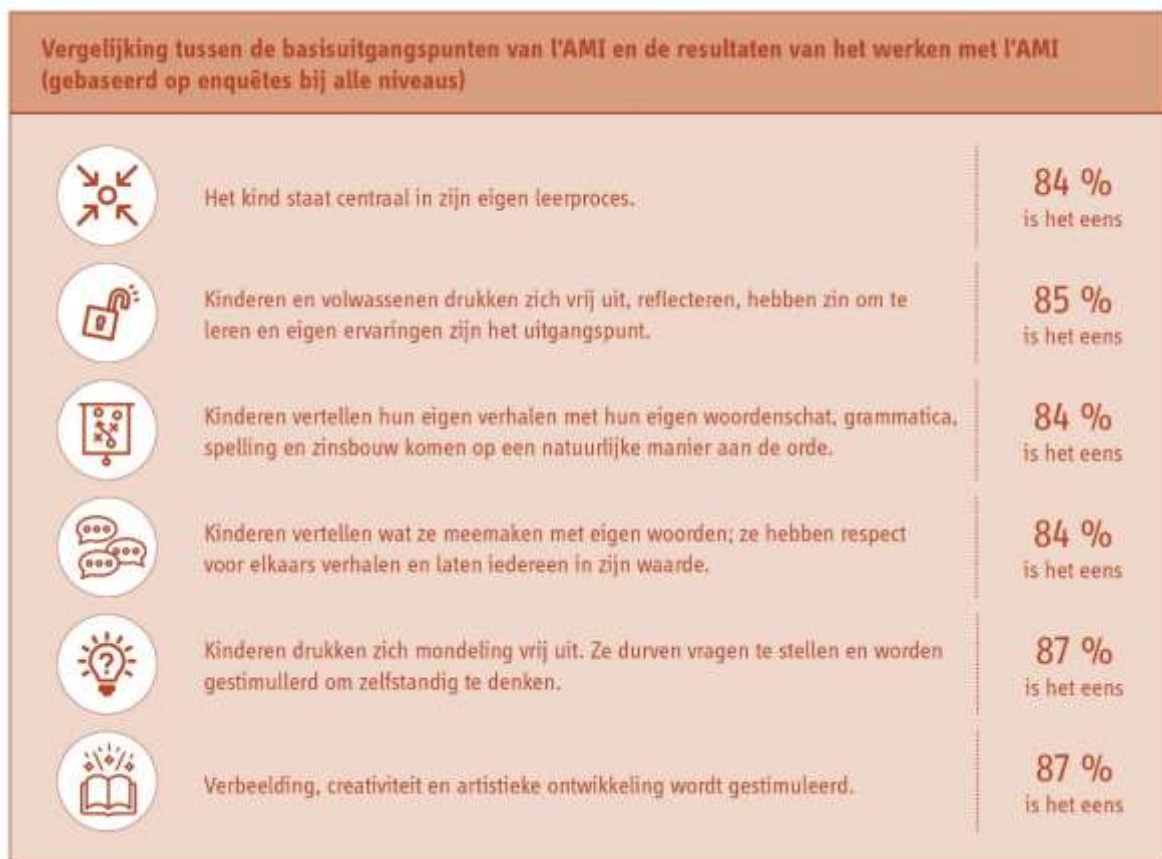 Vergelijking tussen de basisuitgangspunten van l'AMI en de resultaten van het werken met l'AMI
(gebaseerd op enquêtes bij alle niveaus)
Het kind staat centraal in zijn eigen leerproces.
84 %
is het eens
Kinderen en volwassenen drukken zich vrij uit, reflecteren, hebben zin om te
leren en eigen ervaringen zijn het uitgangspunt.
85 %
is het eens
Kinderen vertellen hun eigen verhalen met hun eigen woordenschat, grammatica,
spelling en zinsbouw komen op een natuurlijke manier aan de orde.
84 %
is het eens
Kinderen vertellen wat ze meemaken met eigen woorden; ze hebben respect
voor elkaars verhalen en laten iedereen in zijn waarde.
84 %
is het eens
Kinderen drukken zich mondeling vrij uit. Ze durven vragen te stellen en worden
gestimullerd om zelfstandig te denken.
87 %
is het eens
Verbeelding, creativiteit en artistieke ontwikkeling wordt gestimuleerd.
87 %
is het eens